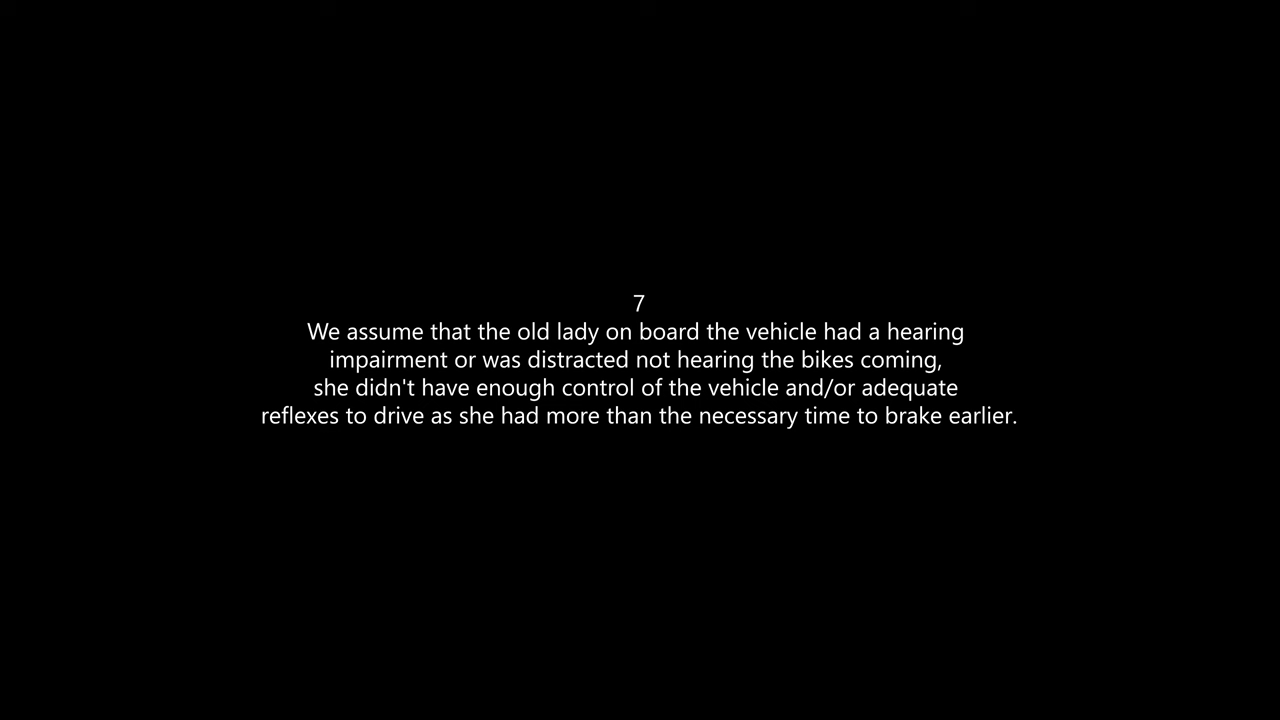 7
We assume that the old lady on board the vehicle had a hearing
impairment or was distracted not hearing the bikes coming,
she didn't have enough control of the vehicle and/or adequate
reflexes to drive as she had more than the necessary time to brake earlier.